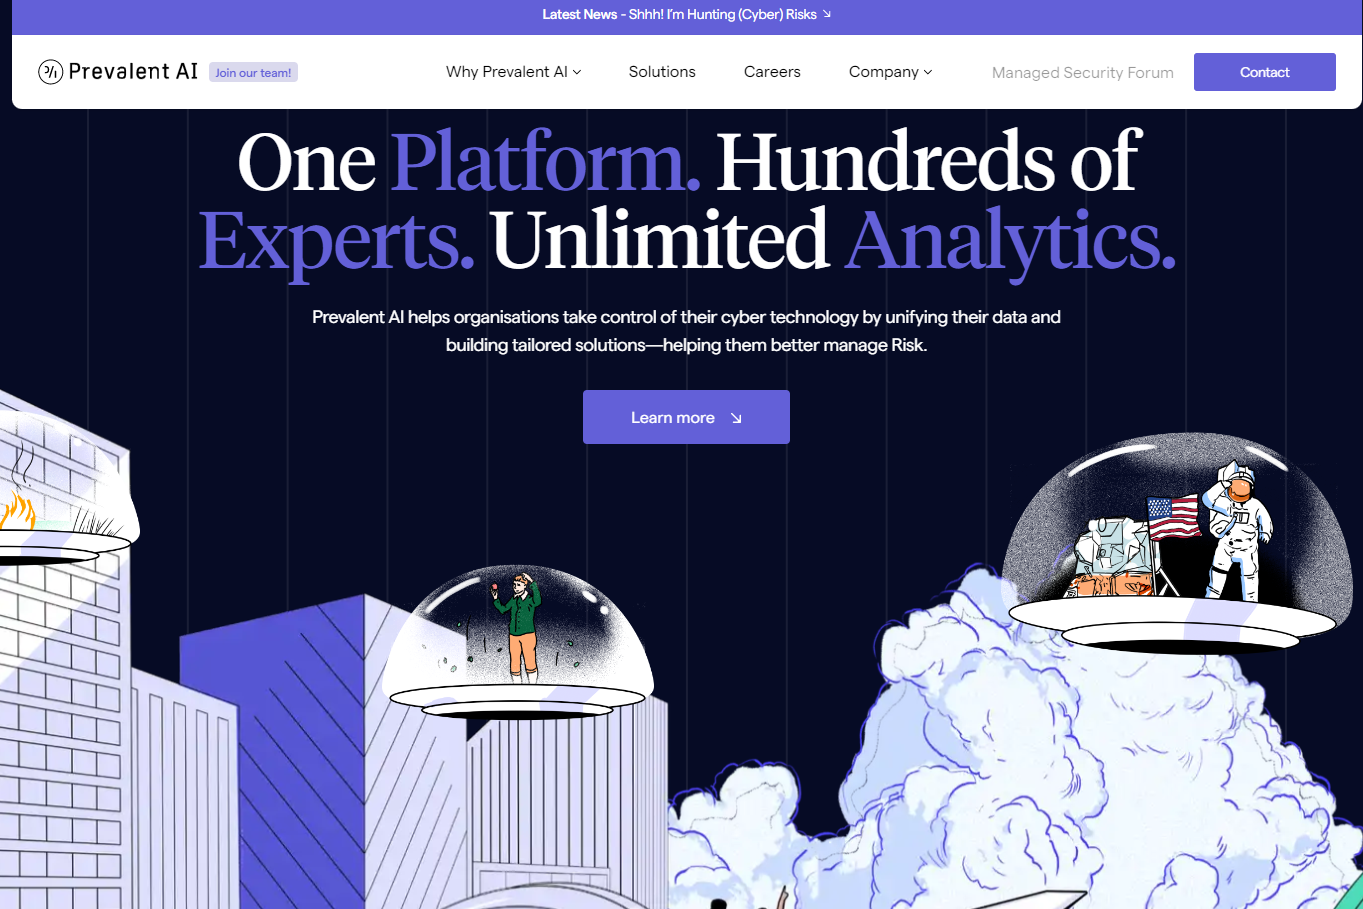 Latest News - Shhh! I'm Hunting (Cyber) Risks
Prevalent AI
Join our team!
Why Prevalent AI
Solutions
Careers
Company
Managed Security Forum
Contact
One Platform. Hundreds of
Experts. Unlimited Analytics.
Prevalent AI helps organisations take control of their cyber technology by unifying their data and
building tailored solutions—helping them better manage Risk.
Learn more